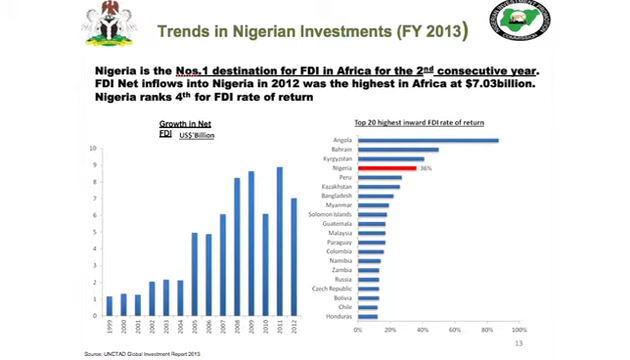 Trends in Nigerian Investments (FY 2013)
Nigeria is the Nos.1 destination for FDI in Africa for the 2nd consecutive year.
FDI Net inflows into Nigeria in 2012 was the highest in Africa at $7.03billion.
Nigeria ranks 4th for FDI rate of return
Growth in Net
FDI US$'Billion
10
9
8
7
6
5
4
3
2
1
0
1999
2000
2001
2002
2003
2004
2005
2006
2007
2008
2009
2010
2011
2012
Top 20 highest inward FDI rate of return
Angola
Bahrain
Kyrgyzstan
Nigeria 36%
Peru
Kazakhstan
Bangladesh
Myanmar
Solomon Islands
Guatemala
Malaysia
Paraguay
Colombia
Namibia
Zambia
Russia
Czech Republic
Bolivia
Chile
Honduras
0% 20% 40% 60% 80% 100%
13
Source: UNCTAD Global Investment Report 2013